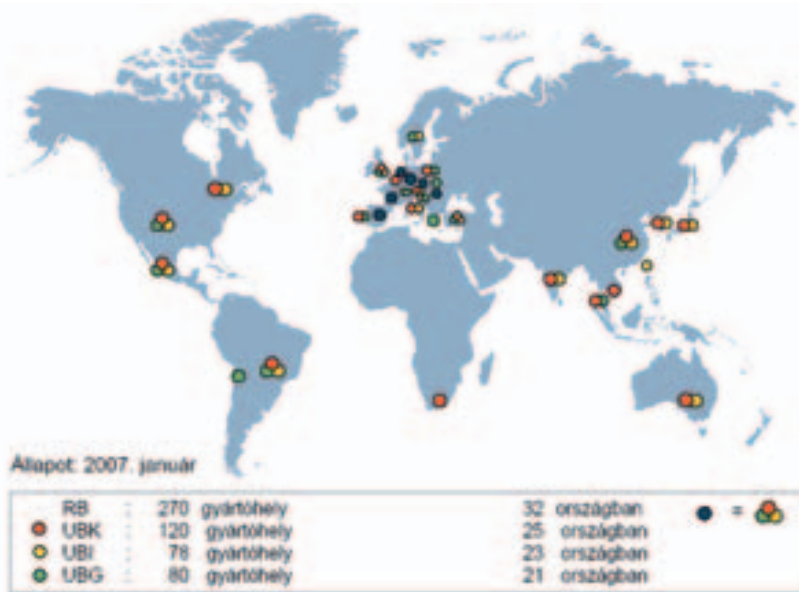 Állapot: 2007. január
RB : 270 gyártóhely 32 országban
UBK : 120 gyártóhely 25 országban
UBI : 78 gyártóhely 23 országban
UBG : 80 gyártóhely 21 országban
=